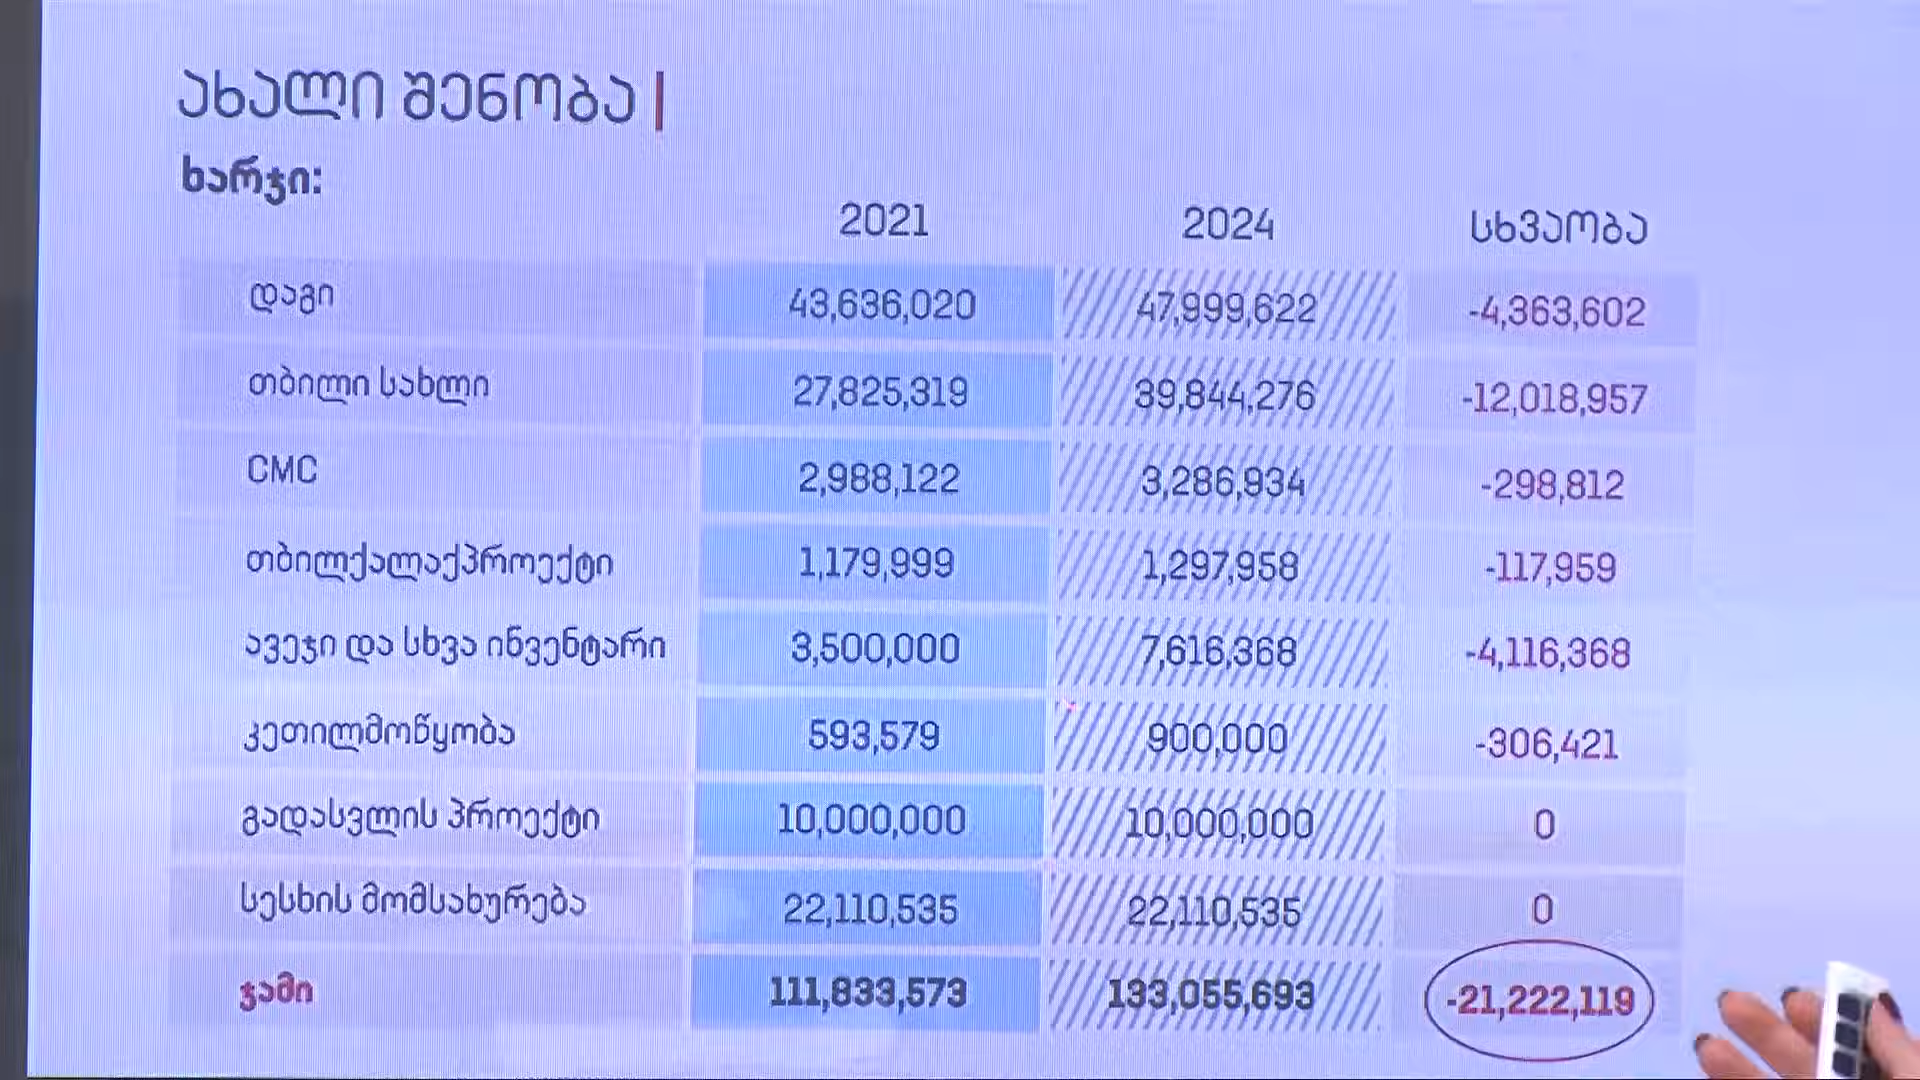 ახალი შენობა
ხარჯი:
2021 2024 სხვაობა
დაგი 43,636,020 47,999,622 -4,363,602
თბილი სახლი 27,825,319 39,844,276 -12,018,957
CMC 2,988,122 3,286,934 -298,812
თბილქალაქპროექტი 1,179,999 1,297,958 -117,959
ავეჯი და სხვა ინვენტარი 3,500,000 7,616,368 -4,116,368
კეთილმოწყობა 593,579 900,000 -306,421
გადასვლის პროექტი 10,000,000 10,000,000 0
სესხის მომსახურება 22,110,535 22,110,535 0
ჯამი 111,833,573 133,055,693 -21,222,119